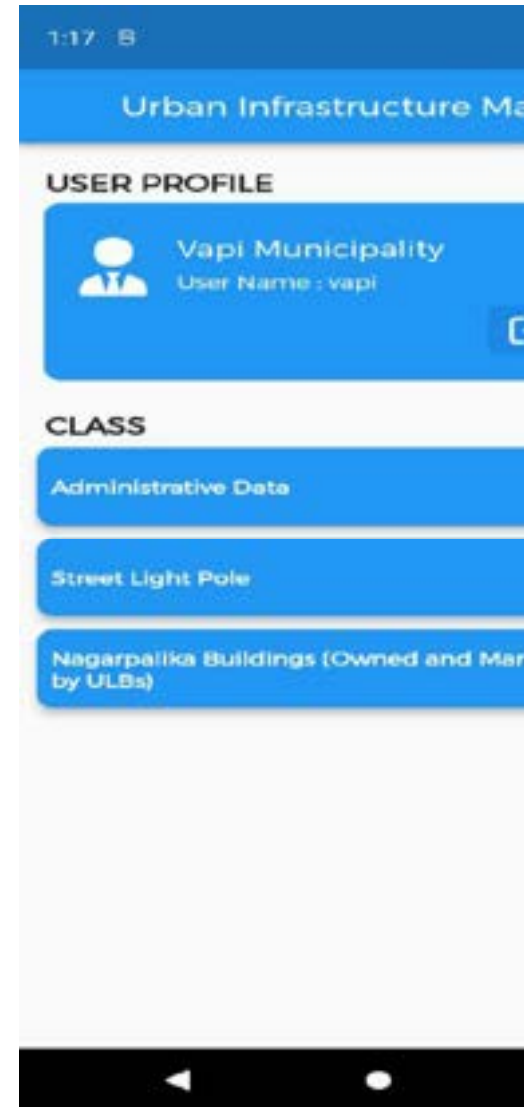 1:17 B
Urban Infrastructure Ma
USER PROFILE
Vapi Municipality
User Name : vapi
CLASS
Administrative Data
Street Light Pole
Nagarpalika Buildings (Owned and Man
by ULBs)